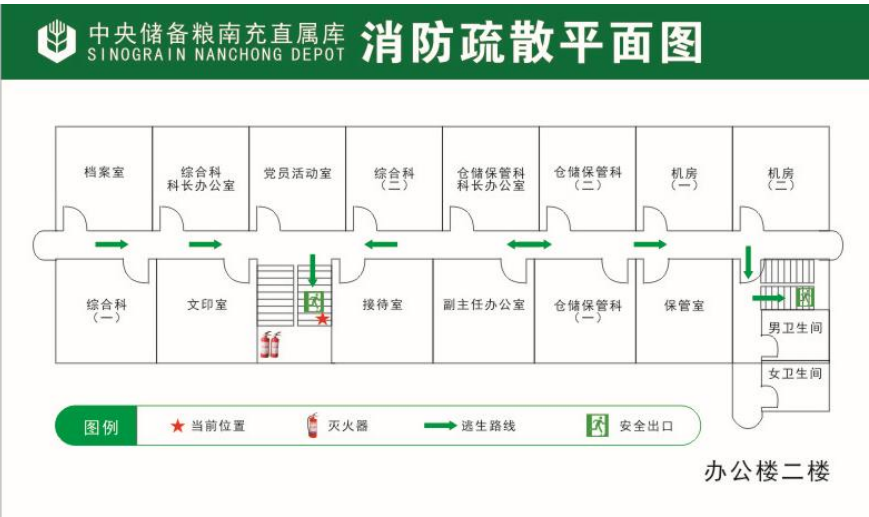 中央储备粮南充直属库
SINOGRAIN NANCHONG DEPOT
消防疏散平面图
档案室
综合科
科长办公室
党员活动室
综合科
(二)
仓储保管科
科长办公室
仓储保管科
(二)
机房
(一)
机房
(二)
综合科
(一)
文印室
接待室
副主任办公室
仓储保管科
(一)
保管室
男卫生间
女卫生间
图例
当前位置
灭火器
逃生路线
安全出口
办公楼二楼